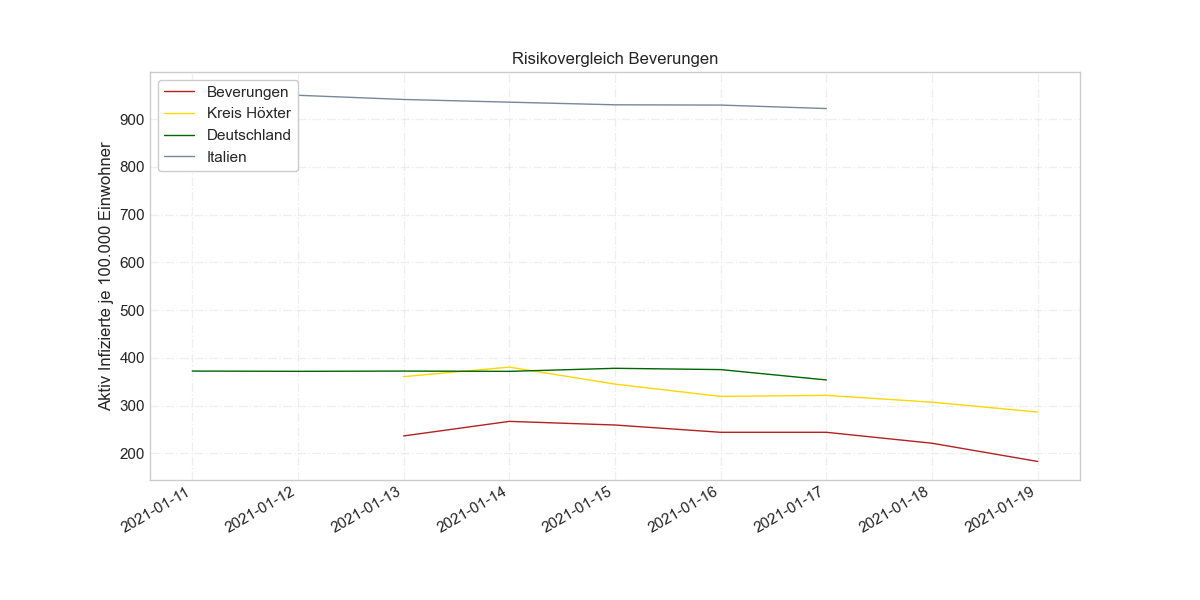 Risikovergleich Beverungen
Beverungen
Kreis Höxter
Deutschland
Italien
Aktiv Infizierte je 100.000 Einwohner
900
800
700
600
500
400
300
200
2021-01-11
2021-01-12
2021-01-13
2021-01-14
2021-01-15
2021-01-16
2021-01-17
2021-01-18
2021-01-19